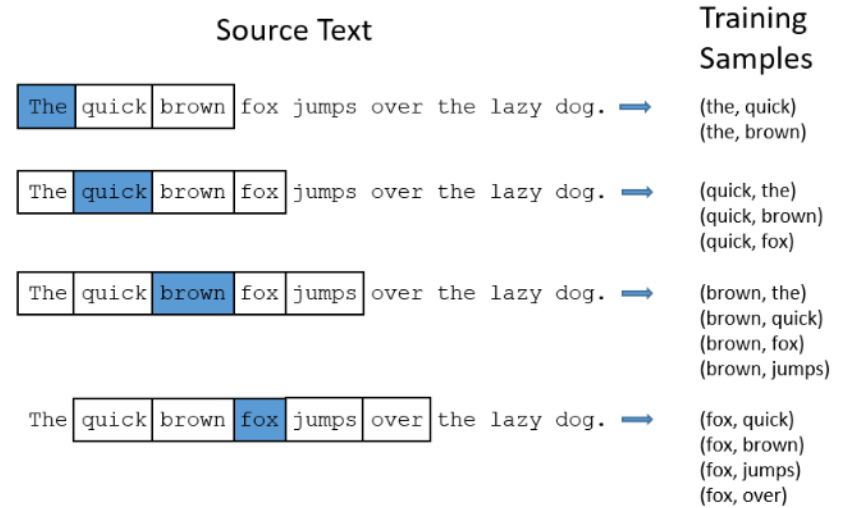 Source Text
Training
Samples
The quick brown fox jumps over the lazy dog.
(the, quick)
(the, brown)
The quick brown fox jumps over the lazy dog.
(quick, the)
(quick, brown)
(quick, fox)
The quick brown fox jumps over the lazy dog.
(brown, the)
(brown, quick)
(brown, fox)
(brown, jumps)
The quick brown fox jumps over the lazy dog.
(fox, quick)
(fox, brown)
(fox, jumps)
(fox, over)